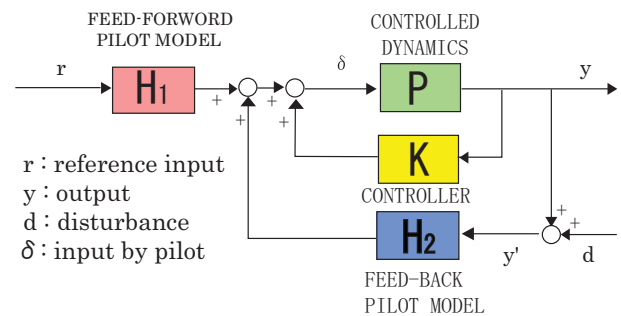 FEED-FORWORD
PILOT MODEL
CONTROLLED
DYNAMICS
r
H1
+
+
+
+
δ
P
y
K
CONTROLLER
r : reference input
y : output
d : disturbance
δ : input by pilot
H2
y'
+
+
d
FEED-BACK
PILOT MODEL